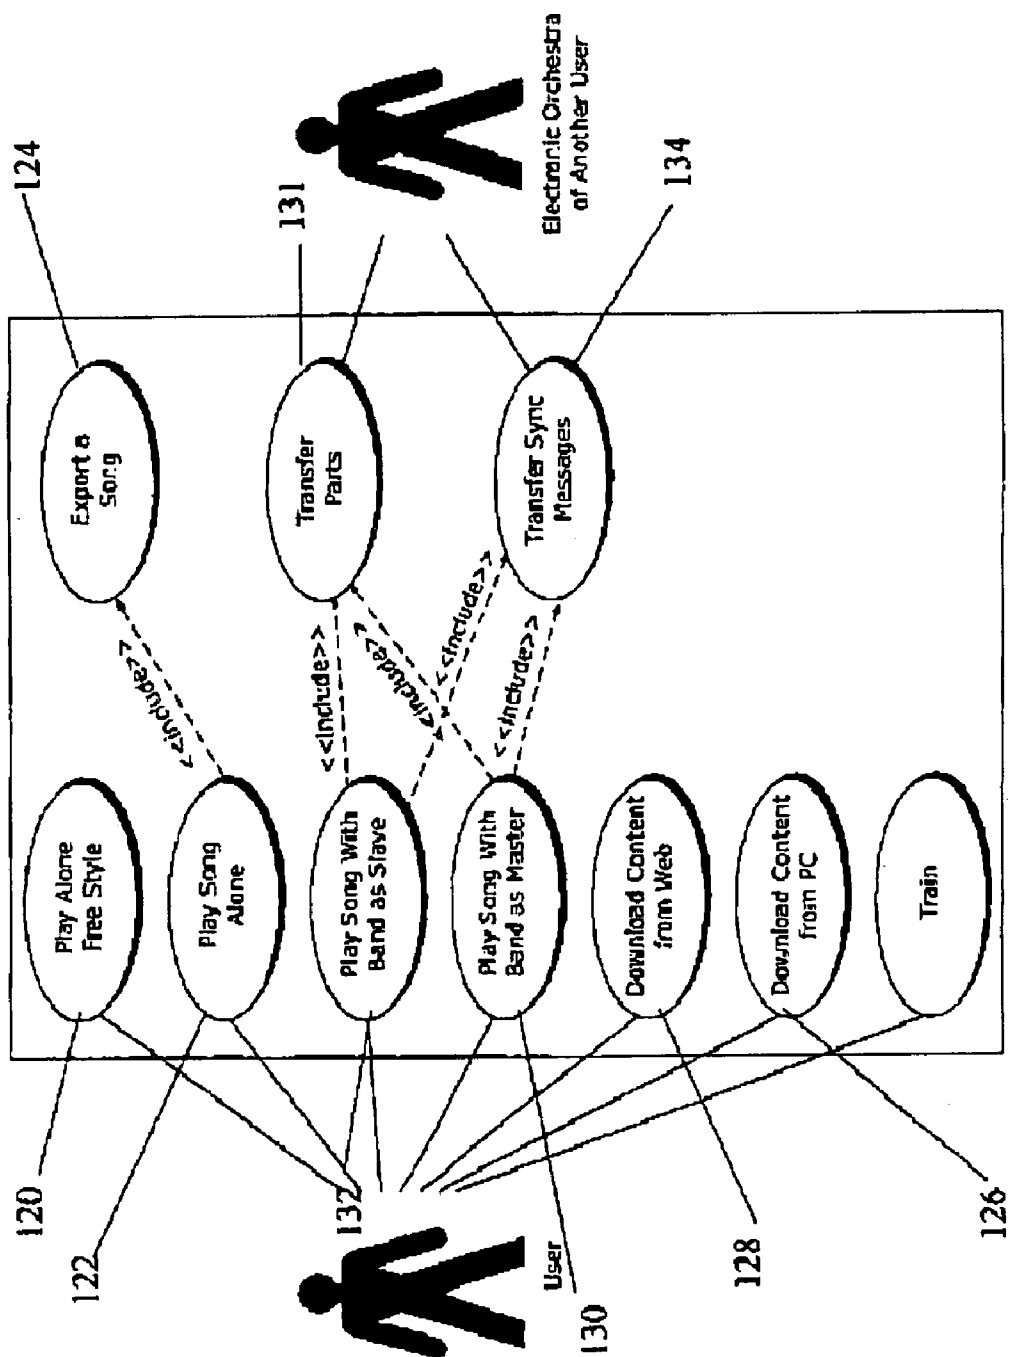 120
122
132
130
128
126
User
Play Alone
Free Style
Play Song
Alone
Play Song With
Band as Slave
Play Song With
Band as Master
Download Content
from Web
Download Content
from PC
Train
<<include>>
<<include>>
<<include>>
<<include>>
<<include>>
Export a
Song
Transfer
Parts
Transfer Sync
Messages
124
131
134
Electronic Orchestra
of Another User